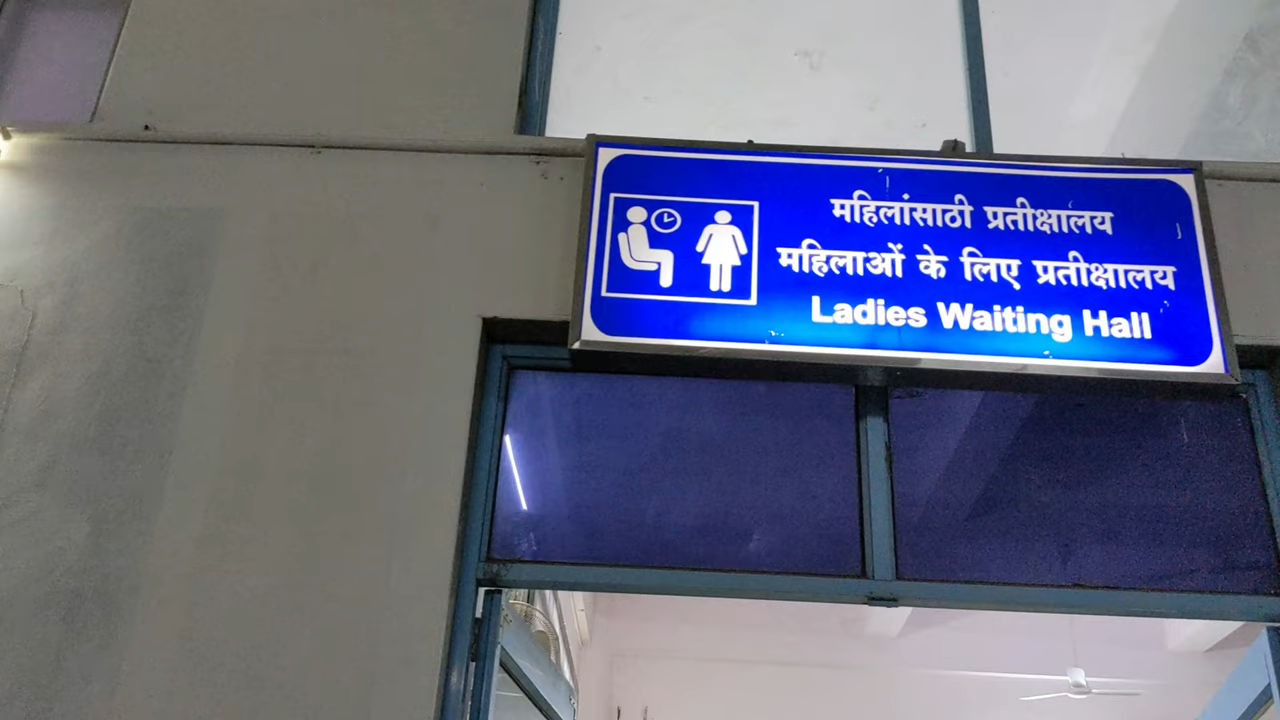 महिलांसाठी प्रतीक्षालय
महिलाओं के लिए प्रतीक्षालय
Ladies Waiting Hall